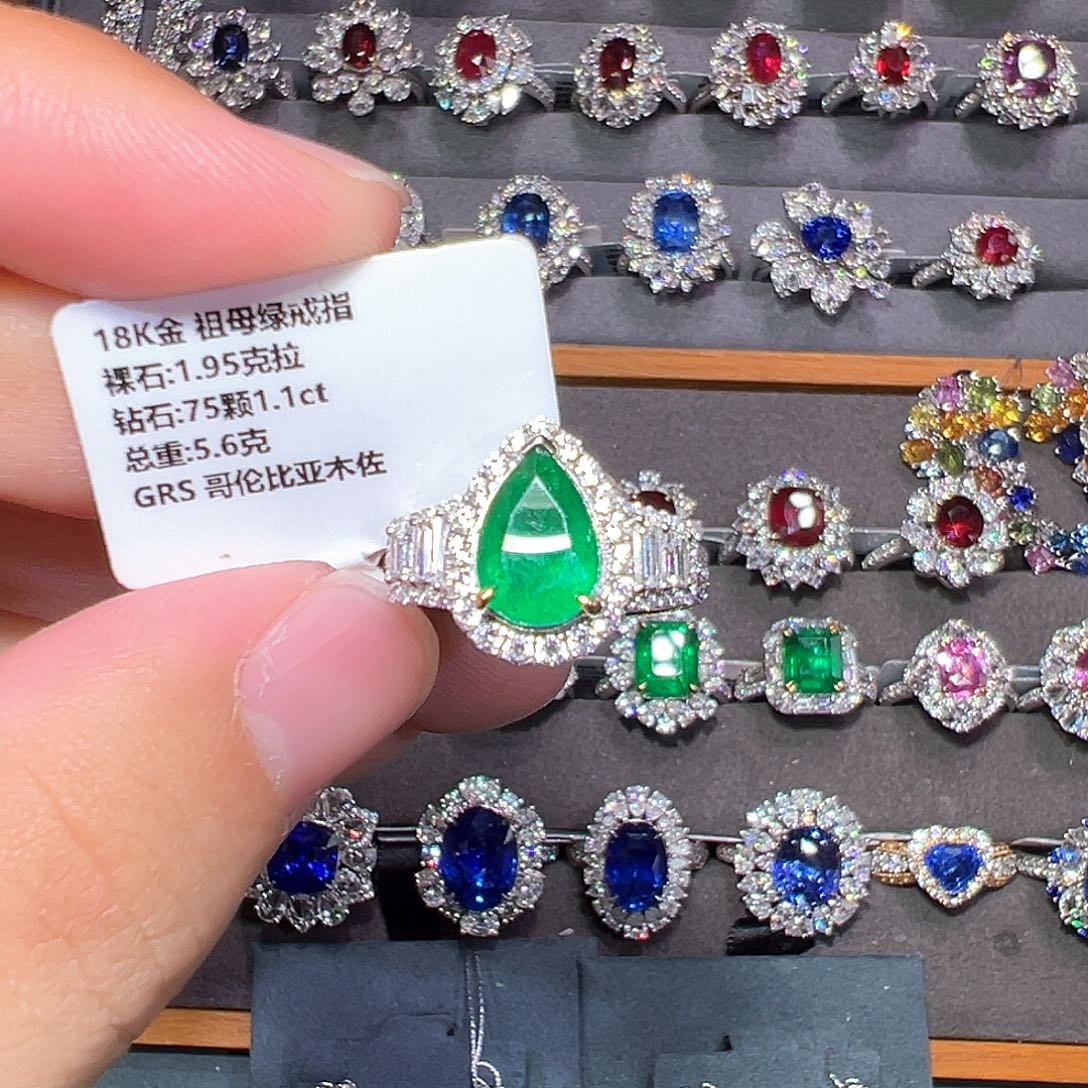 18K金 祖母绿戒指
裸石:1.95克拉
钻石:75颗1.1ct
总重:5.6克
GRS 哥伦比亚木佐